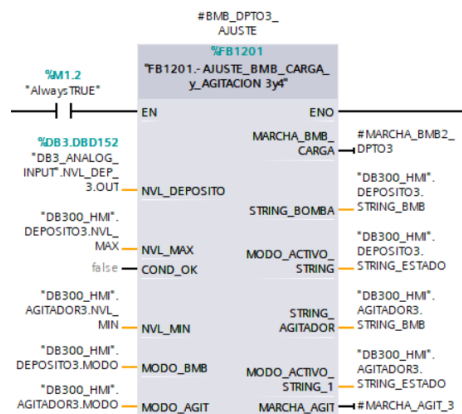 #BMB_DPTO3_
AJUSTE
%FB1201
"FB1201.- AJUSTE_BMB_CARGA_
y_AGITACION 3y4"
%M1.2
"AlwaysTRUE"
EN
ENO
%DB3.DBD152
"DB3_ANALOG_
INPUT".NVL_DEP_
3.OUT
NVL_DEPOSITO
"DB300_HMI".
DEPOSITO3.NVL_
MAX
NVL_MAX
false
COND_OK
"DB300_HMI".
AGITADOR3.NVL_
MIN
NVL_MIN
"DB300_HMI".
DEPOSITO3.MODO
MODO_BMB
"DB300_HMI".
AGITADOR3.MODO
MODO_AGIT
MARCHA_BMB_
CARGA
#MARCHA_BMB2_
DPTO3
STRING_BOMBA
"DB300_HMI".
DEPOSITO3.
STRING_BMB
MODO_ACTIVO_
STRING
"DB300_HMI".
DEPOSITO3.
STRING_ESTADO
STRING_
AGITADOR
"DB300_HMI".
AGITADOR3.
STRING_BMB
MODO_ACTIVO_
STRING_1
"DB300_HMI".
AGITADOR3.
STRING_ESTADO
MARCHA_AGIT
#MARCHA_AGIT_3